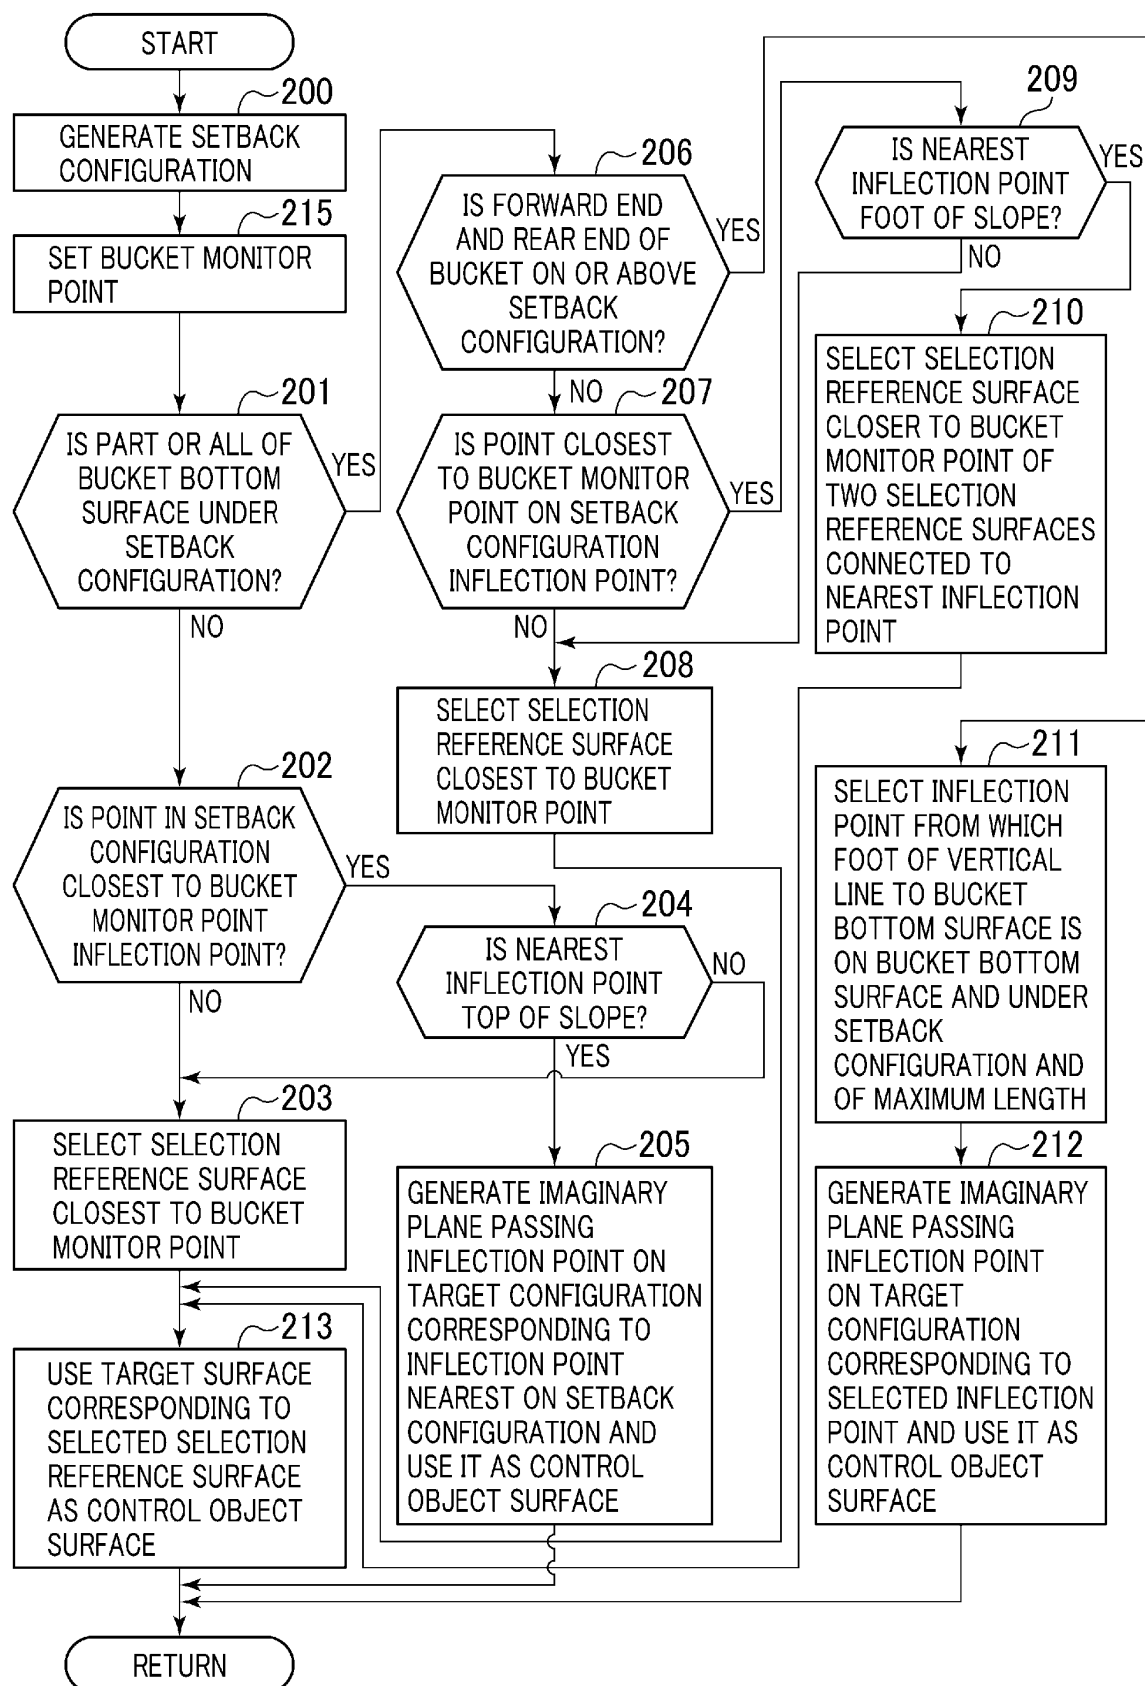 START
200
GENERATE SETBACK
CONFIGURATION
215
SET BUCKET MONITOR
POINT
201
IS PART OR ALL OF
BUCKET BOTTOM
SURFACE UNDER
SETBACK
CONFIGURATION?
YES
NO
202
IS POINT IN SETBACK
CONFIGURATION
CLOSEST TO BUCKET
MONITOR POINT
INFLECTION POINT?
YES
NO
203
SELECT SELECTION
REFERENCE SURFACE
CLOSEST TO BUCKET
MONITOR POINT
213
USE TARGET SURFACE
CORRESPONDING TO
SELECTED SELECTION
REFERENCE SURFACE
AS CONTROL OBJECT
SURFACE
RETURN
206
IS FORWARD END
AND REAR END OF
BUCKET ON OR ABOVE
SETBACK
CONFIGURATION?
YES
NO
207
IS POINT CLOSEST
TO BUCKET MONITOR
POINT ON SETBACK
CONFIGURATION
INFLECTION POINT?
YES
NO
208
SELECT SELECTION
REFERENCE SURFACE
CLOSEST TO BUCKET
MONITOR POINT
204
IS NEAREST
INFLECTION POINT
TOP OF SLOPE?
NO
YES
205
GENERATE IMAGINARY
PLANE PASSING
INFLECTION POINT ON
TARGET CONFIGURATION
CORRESPONDING TO
INFLECTION POINT
NEAREST ON SETBACK
CONFIGURATION AND
USE IT AS CONTROL
OBJECT SURFACE
209
IS NEAREST
INFLECTION POINT
FOOT OF SLOPE?
YES
NO
210
SELECT SELECTION
REFERENCE SURFACE
CLOSER TO BUCKET
MONITOR POINT OF
TWO SELECTION
REFERENCE SURFACES
CONNECTED TO
NEAREST INFLECTION
POINT
211
SELECT INFLECTION
POINT FROM WHICH
FOOT OF VERTICAL
LINE TO BUCKET
BOTTOM SURFACE IS
ON BUCKET BOTTOM
SURFACE AND UNDER
SETBACK
CONFIGURATION AND
OF MAXIMUM LENGTH
212
GENERATE IMAGINARY
PLANE PASSING
INFLECTION POINT
ON TARGET
CONFIGURATION
CORRESPONDING TO
SELECTED INFLECTION
POINT AND USE IT AS
CONTROL OBJECT
SURFACE